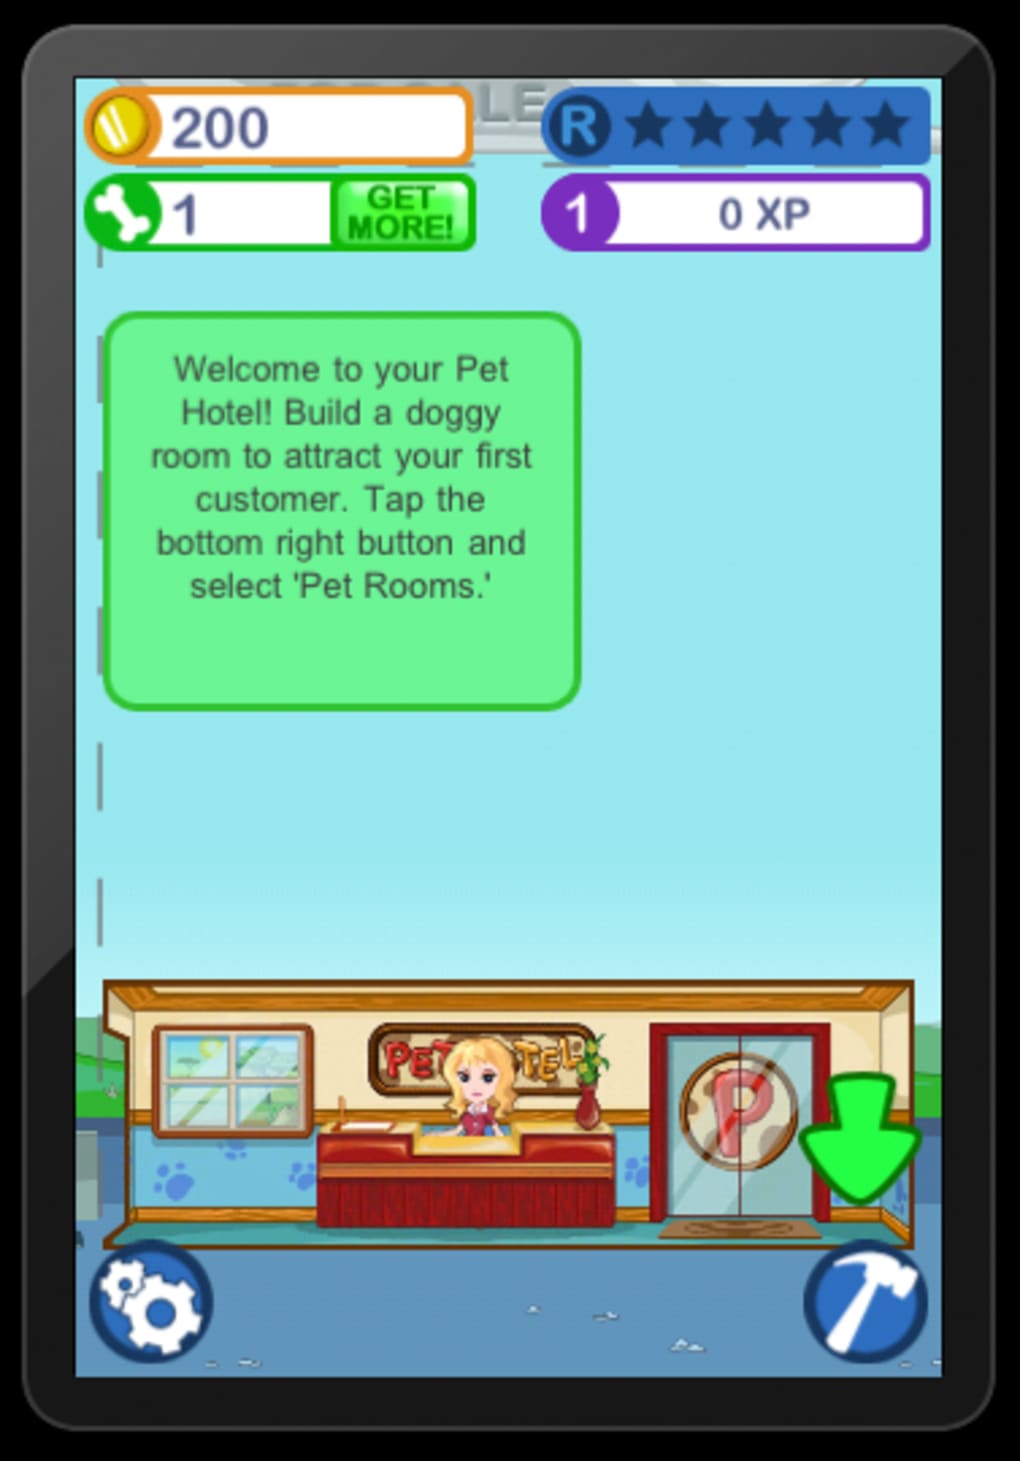 200
R
1
GET
MORE!
1
0 XP
Welcome to your Pet
Hotel! Build a doggy
room to attract your first
customer. Tap the
bottom right button and
select 'Pet Rooms.'
P